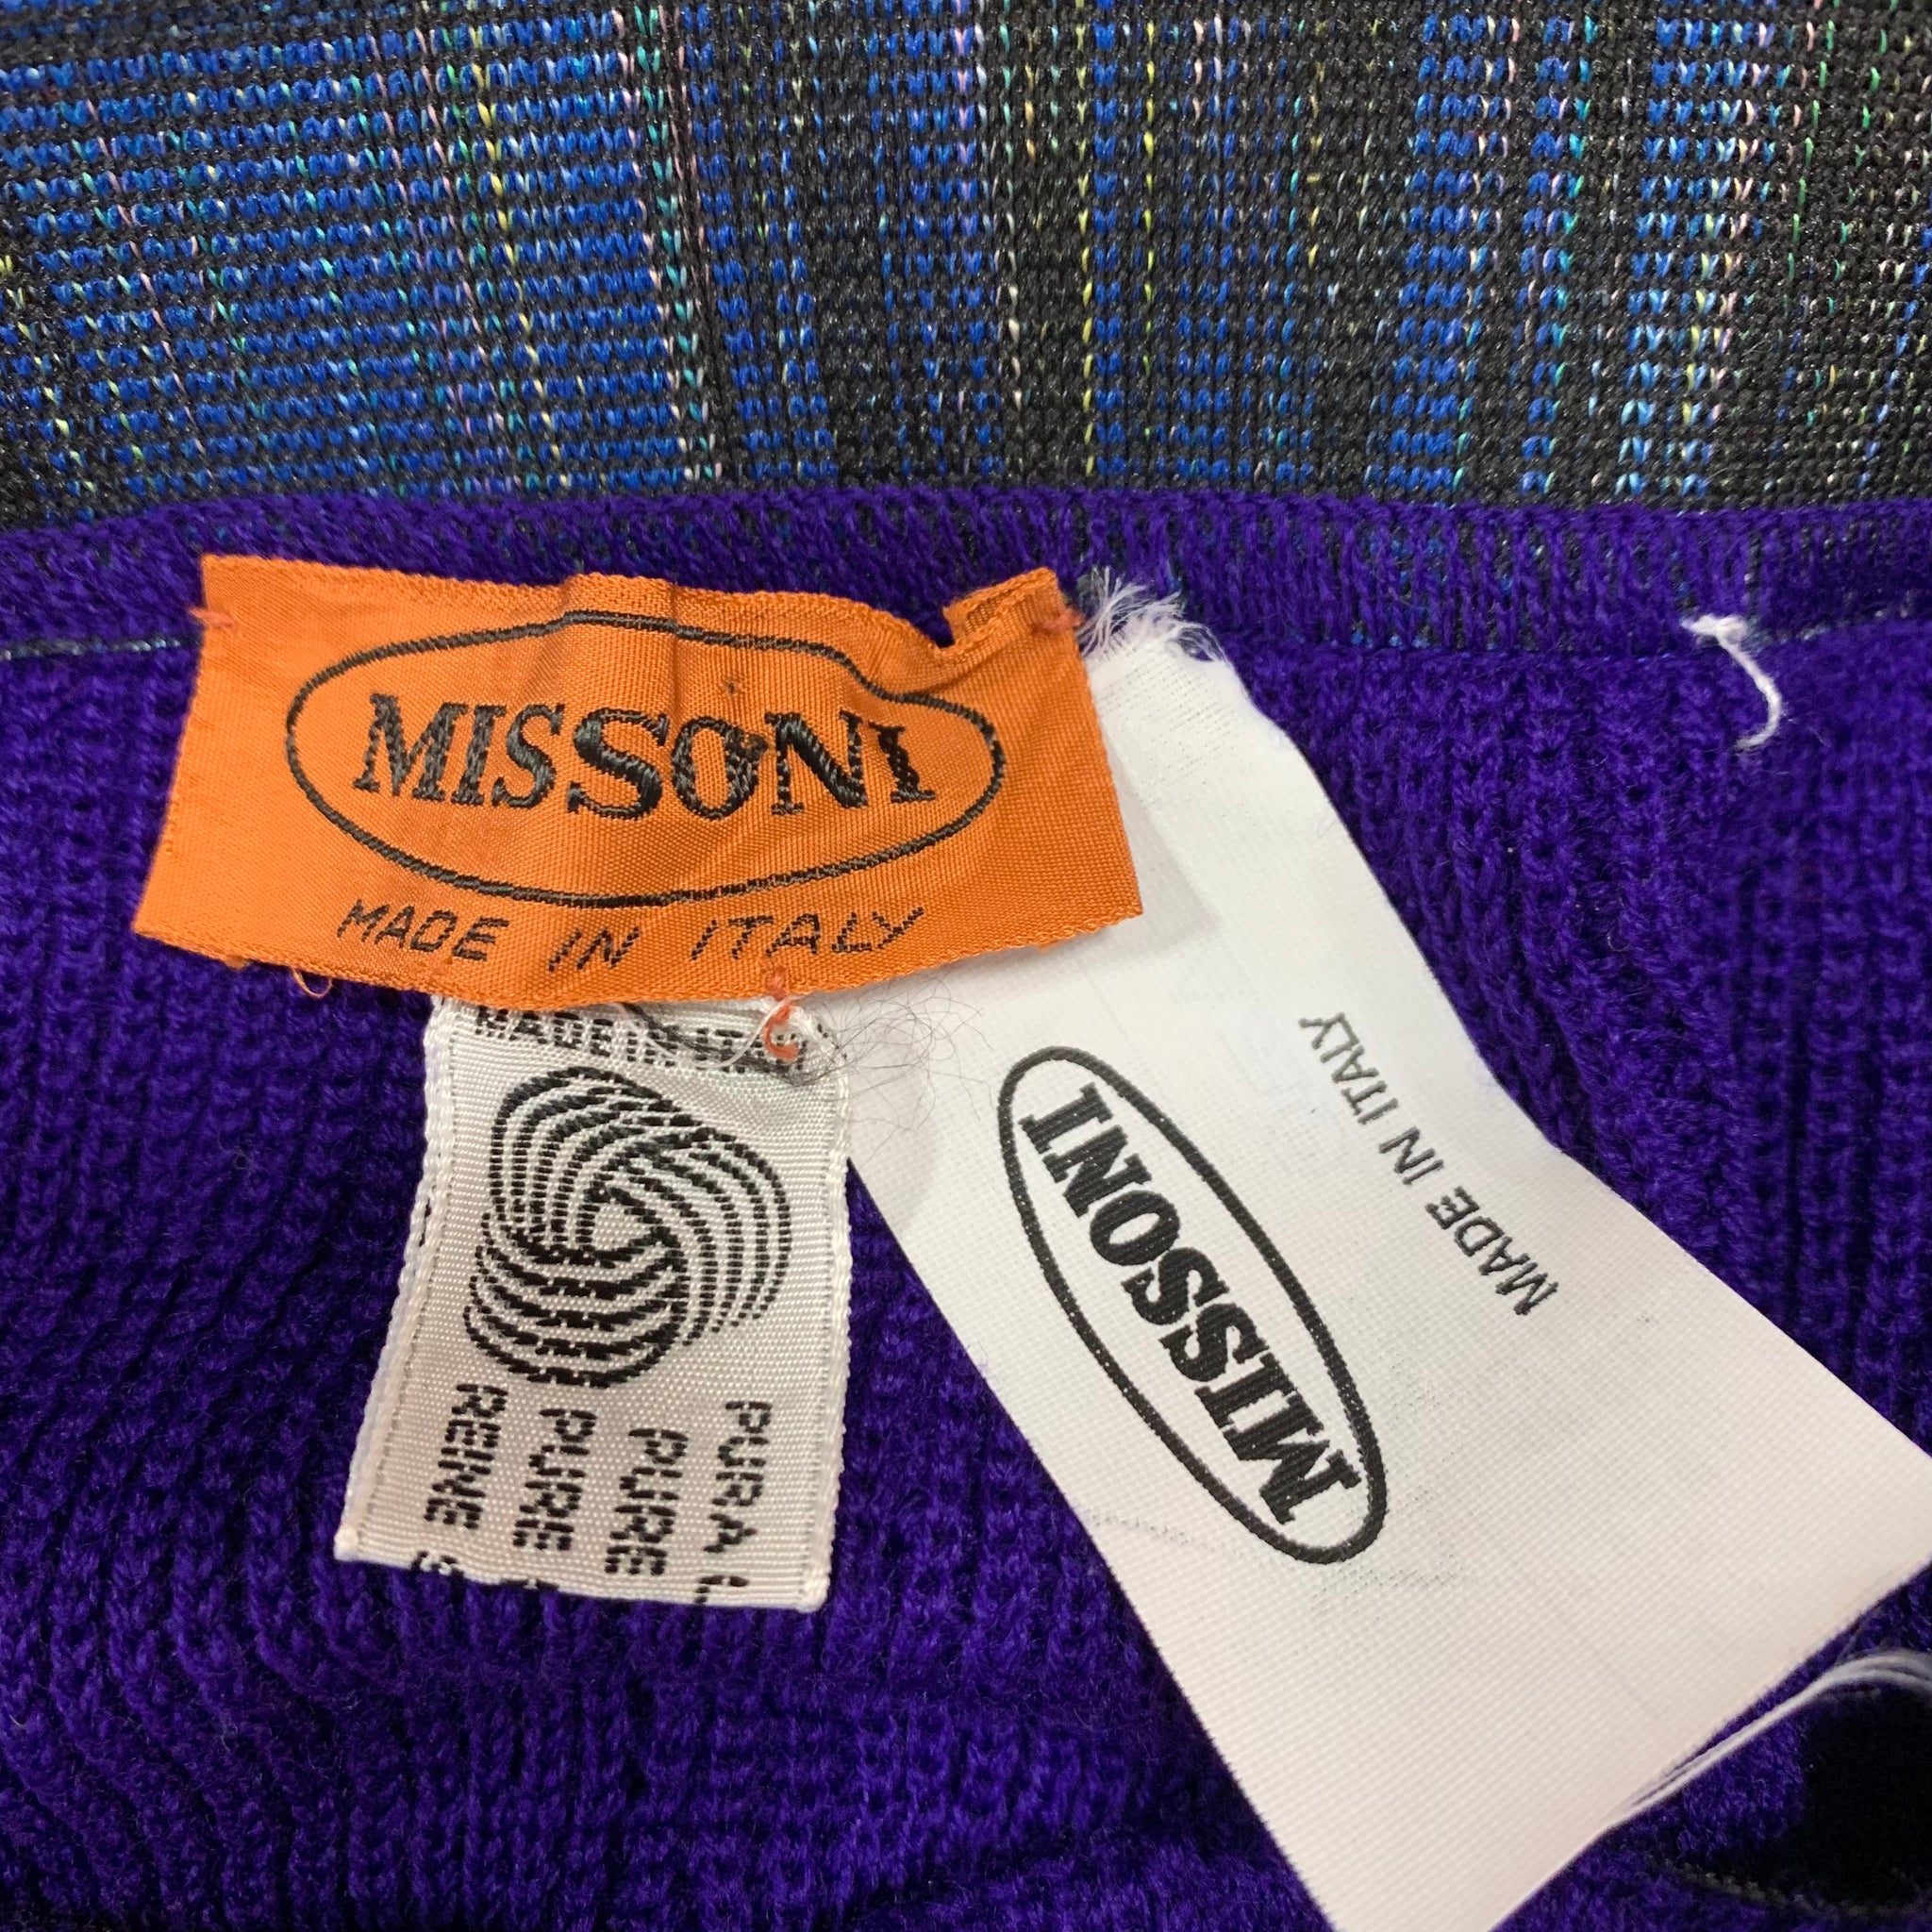 MISSONI
MADE IN ITALY
MADE IN ITALY
PURA
PURE
PURE
REINE
MISSONI
MADE IN ITALY